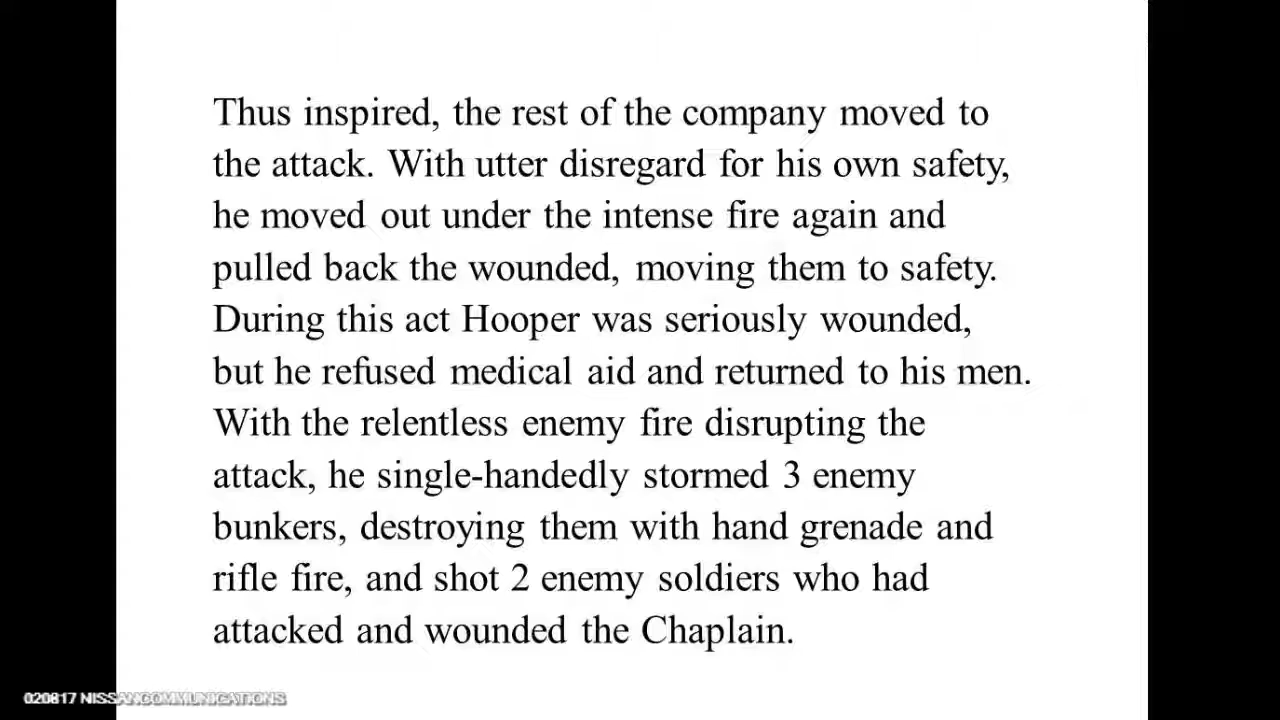 Thus inspired, the rest of the company moved to
the attack. With utter disregard for his own safety,
he moved out under the intense fire again and
pulled back the wounded, moving them to safety.
During this act Hooper was seriously wounded,
but he refused medical aid and returned to his men.
With the relentless enemy fire disrupting the
attack, he single-handedly stormed 3 enemy
bunkers, destroying them with hand grenade and
rifle fire, and shot 2 enemy soldiers who had
attacked and wounded the Chaplain.
020817 NISSANCOMMUNICATIONS